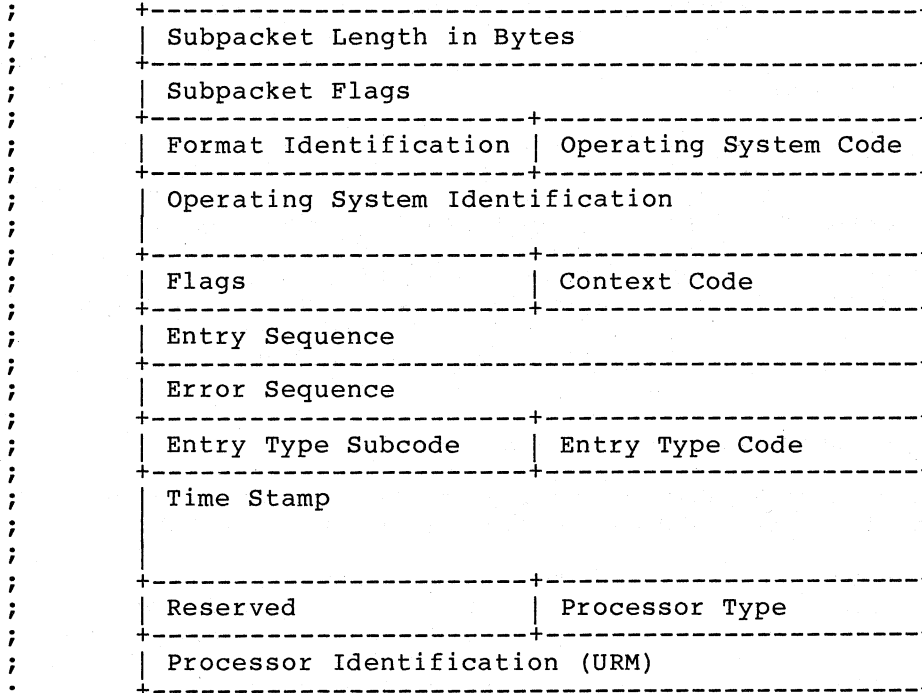 ;        +-----------------------------------------------
;        | Subpacket Length in Bytes
;        +-----------------------------------------------
;        | Subpacket Flags
;        +-----------------------+-----------------------
;        | Format Identification | Operating System Code
;        +-----------------------+-----------------------
;        | Operating System Identification
;        |
;        +-----------------------+-----------------------
;        | Flags                 | Context Code
;        +-----------------------+-----------------------
;        | Entry Sequence
;        +-----------------------------------------------
;        | Error Sequence
;        +-----------------------+-----------------------
;        | Entry Type Subcode    | Entry Type Code
;        +-----------------------+-----------------------
;        | Time Stamp
;        |
;        |
;        +-----------------------+-----------------------
;        | Reserved              | Processor Type
;        +-----------------------+-----------------------
;        | Processor Identification (URM)
;        +-----------------------------------------------